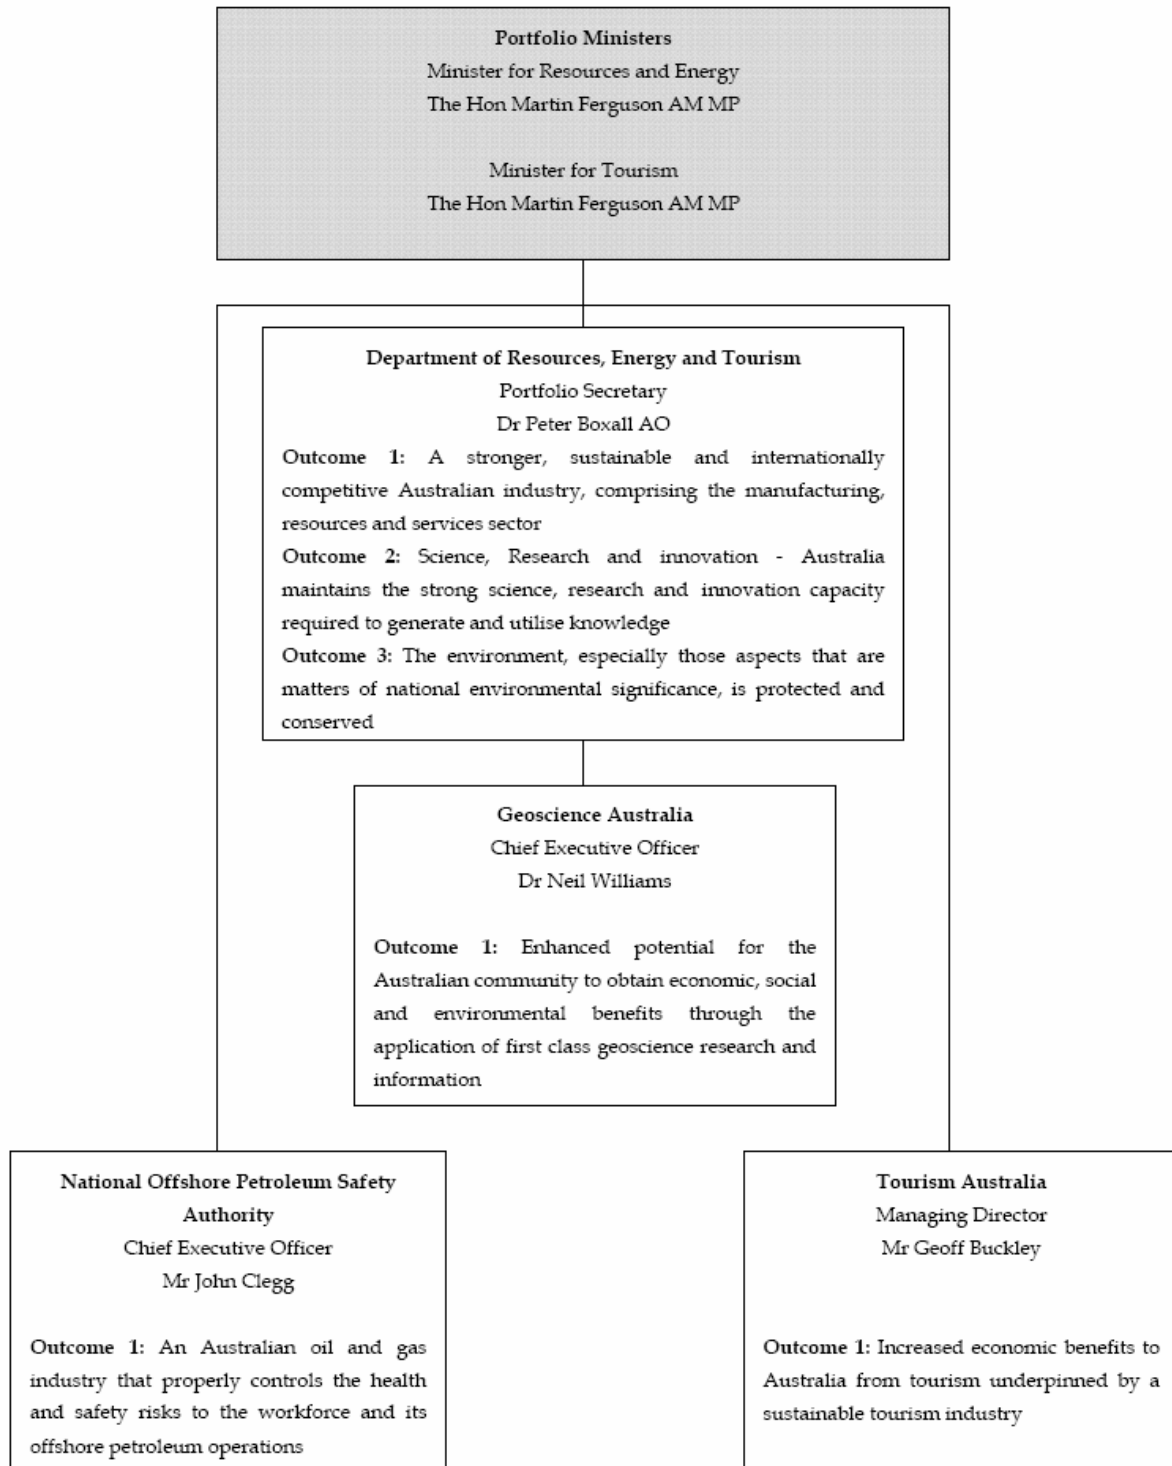 Portfolio Ministers
Minister for Resources and Energy
The Hon Martin Ferguson AM MP
Minister for Tourism
The Hon Martin Ferguson AM MP
Department of Resources, Energy and Tourism
Portfolio Secretary
Dr Peter Boxall AO
Outcome 1: A stronger, sustainable and internationally
competitive Australian industry, comprising the manufacturing,
resources and services sector
Outcome 2: Science, Research and innovation - Australia
maintains the strong science, research and innovation capacity
required to generate and utilise knowledge
Outcome 3: The environment, especially those aspects that are
matters of national environmental significance, is protected and
conserved
Geoscience Australia
Chief Executive Officer
Dr Neil Williams
Outcome 1: Enhanced potential for the
Australian community to obtain economic, social
and environmental benefits through the
application of first class geoscience research and
information
National Offshore Petroleum Safety
Authority
Chief Executive Officer
Mr John Clegg
Outcome 1: An Australian oil and gas
industry that properly controls the health
and safety risks to the workforce and its
offshore petroleum operations
Tourism Australia
Managing Director
Mr Geoff Buckley
Outcome 1: Increased economic benefits to
Australia from tourism underpinned by a
sustainable tourism industry